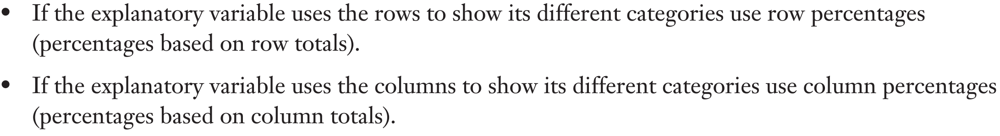 • If the explanatory variable uses the rows to show its different categories use row percentages
(percentages based on row totals).
• If the explanatory variable uses the columns to show its different categories use column percentages
(percentages based on column totals).